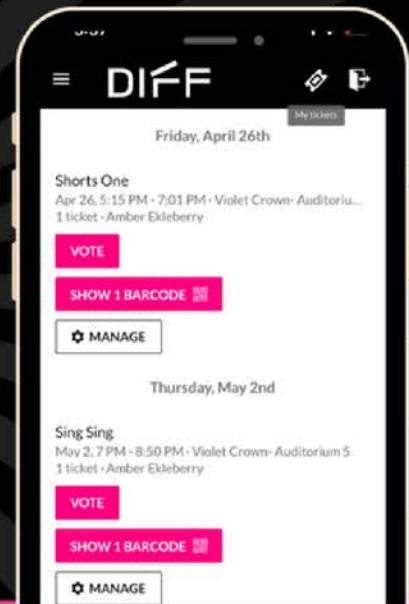 DIFF
My tickets
Friday, April 26th
Shorts One
Apr 26, 5:15 PM - 7:01 PM · Violet Crown- Auditoriu...
1 ticket · Amber Ekleberry
VOTE
SHOW 1 BARCODE
MANAGE
Thursday, May 2nd
Sing Sing
May 2, 7 PM - 8:50 PM · Violet Crown- Auditorium 5
1 ticket · Amber Ekleberry
VOTE
SHOW 1 BARCODE
MANAGE